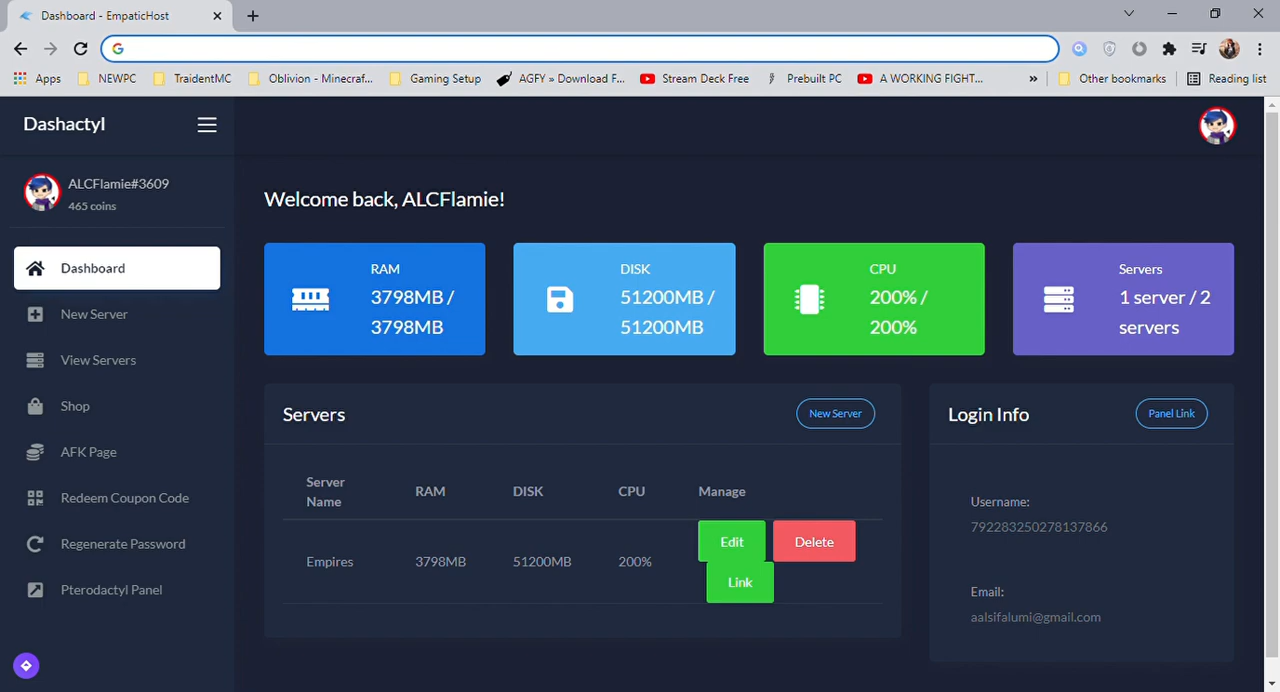 Dashboard - EmpaticHost
Apps NEWPC TraidentMC Oblivion - Minecraf... Gaming Setup AGFY » Download F... Stream Deck Free Prebuilt PC A WORKING FIGHT... » Other bookmarks Reading list
Dashactyl
ALCFlamie#3609
465 coins
Dashboard
New Server
View Servers
Shop
AFK Page
Redeem Coupon Code
Regenerate Password
Pterodactyl Panel
Welcome back, ALCFlamie!
RAM
3798MB /
3798MB
DISK
51200MB /
51200MB
CPU
200% /
200%
Servers
1 server / 2
servers
Servers New Server
Server
Name RAM DISK CPU Manage
Empires 3798MB 51200MB 200% Edit Delete
Link
Login Info Panel Link
Username:
792283250278137866
Email:
aalsifalumi@gmail.com